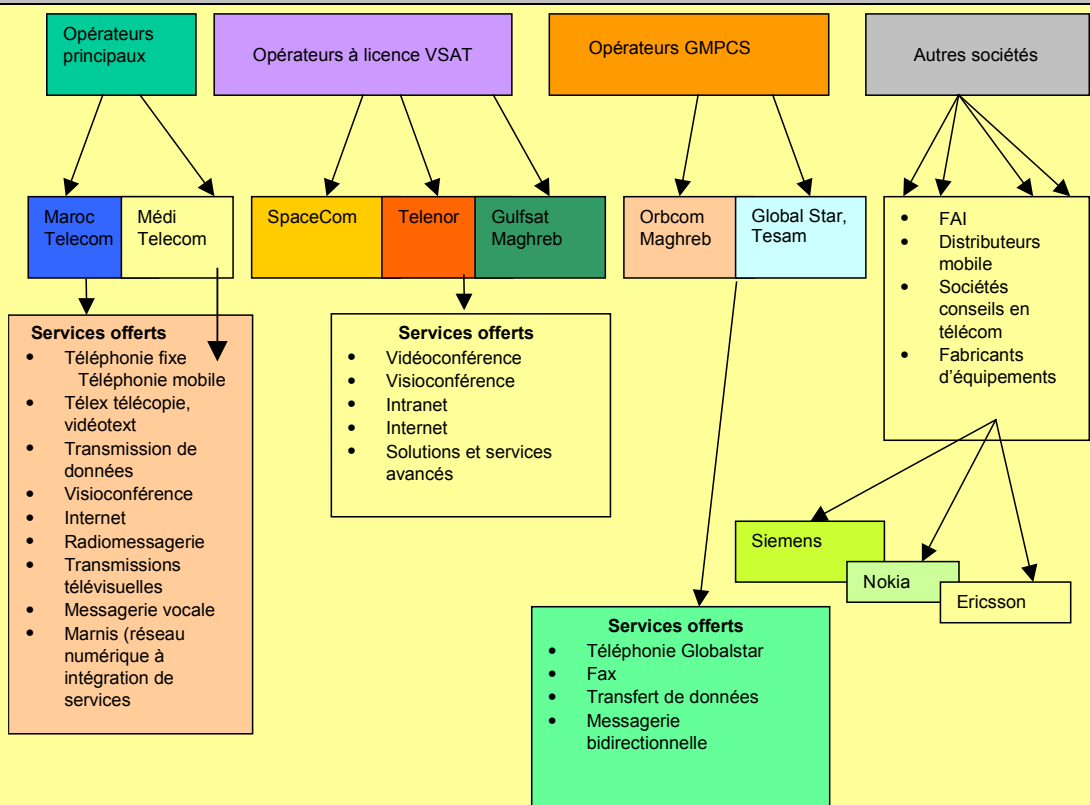 Opérateurs
principaux
Opérateurs à licence VSAT
Opérateurs GMPCS
Autres sociétés
Maroc
Telecom
Médi
Telecom
SpaceCom
Telenor
Gulfsat
Maghreb
Orbcom
Maghreb
Global Star,
Tesam
• FAI
• Distributeurs
mobile
• Sociétés
conseils en
télécom
• Fabricants
d'équipements
Services offerts
• Téléphonie fixe
Téléphonie mobile
• Télex télécopie,
vidéotext
• Transmission de
données
• Visioconférence
• Internet
• Radiomessagerie
• Transmissions
télévisuelles
• Messagerie vocale
• Marnis (réseau
numérique à
intégration de
services
Services offerts
• Vidéoconférence
• Visioconférence
• Intranet
• Internet
• Solutions et services
avancés
Siemens
Nokia
Ericsson
Services offerts
• Téléphonie Globalstar
• Fax
• Transfert de données
• Messagerie
bidirectionnelle